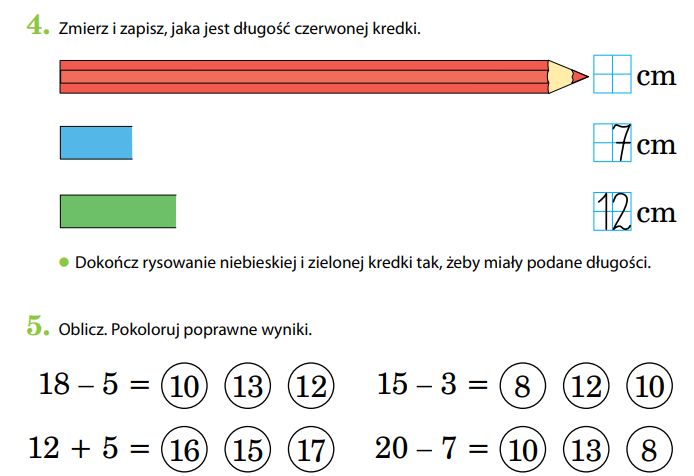 4. Zmierz i zapisz, jaka jest długość czerwonej kredki.
cm
7 cm
12 cm
• Dokończ rysowanie niebieskiej i zielonej kredki tak, żeby miały podane długości.
5. Oblicz. Pokoloruj poprawne wyniki.
18 – 5 = 10 13 12 15 – 3 = 8 12 10
12 + 5 = 16 15 17 20 – 7 = 10 13 8